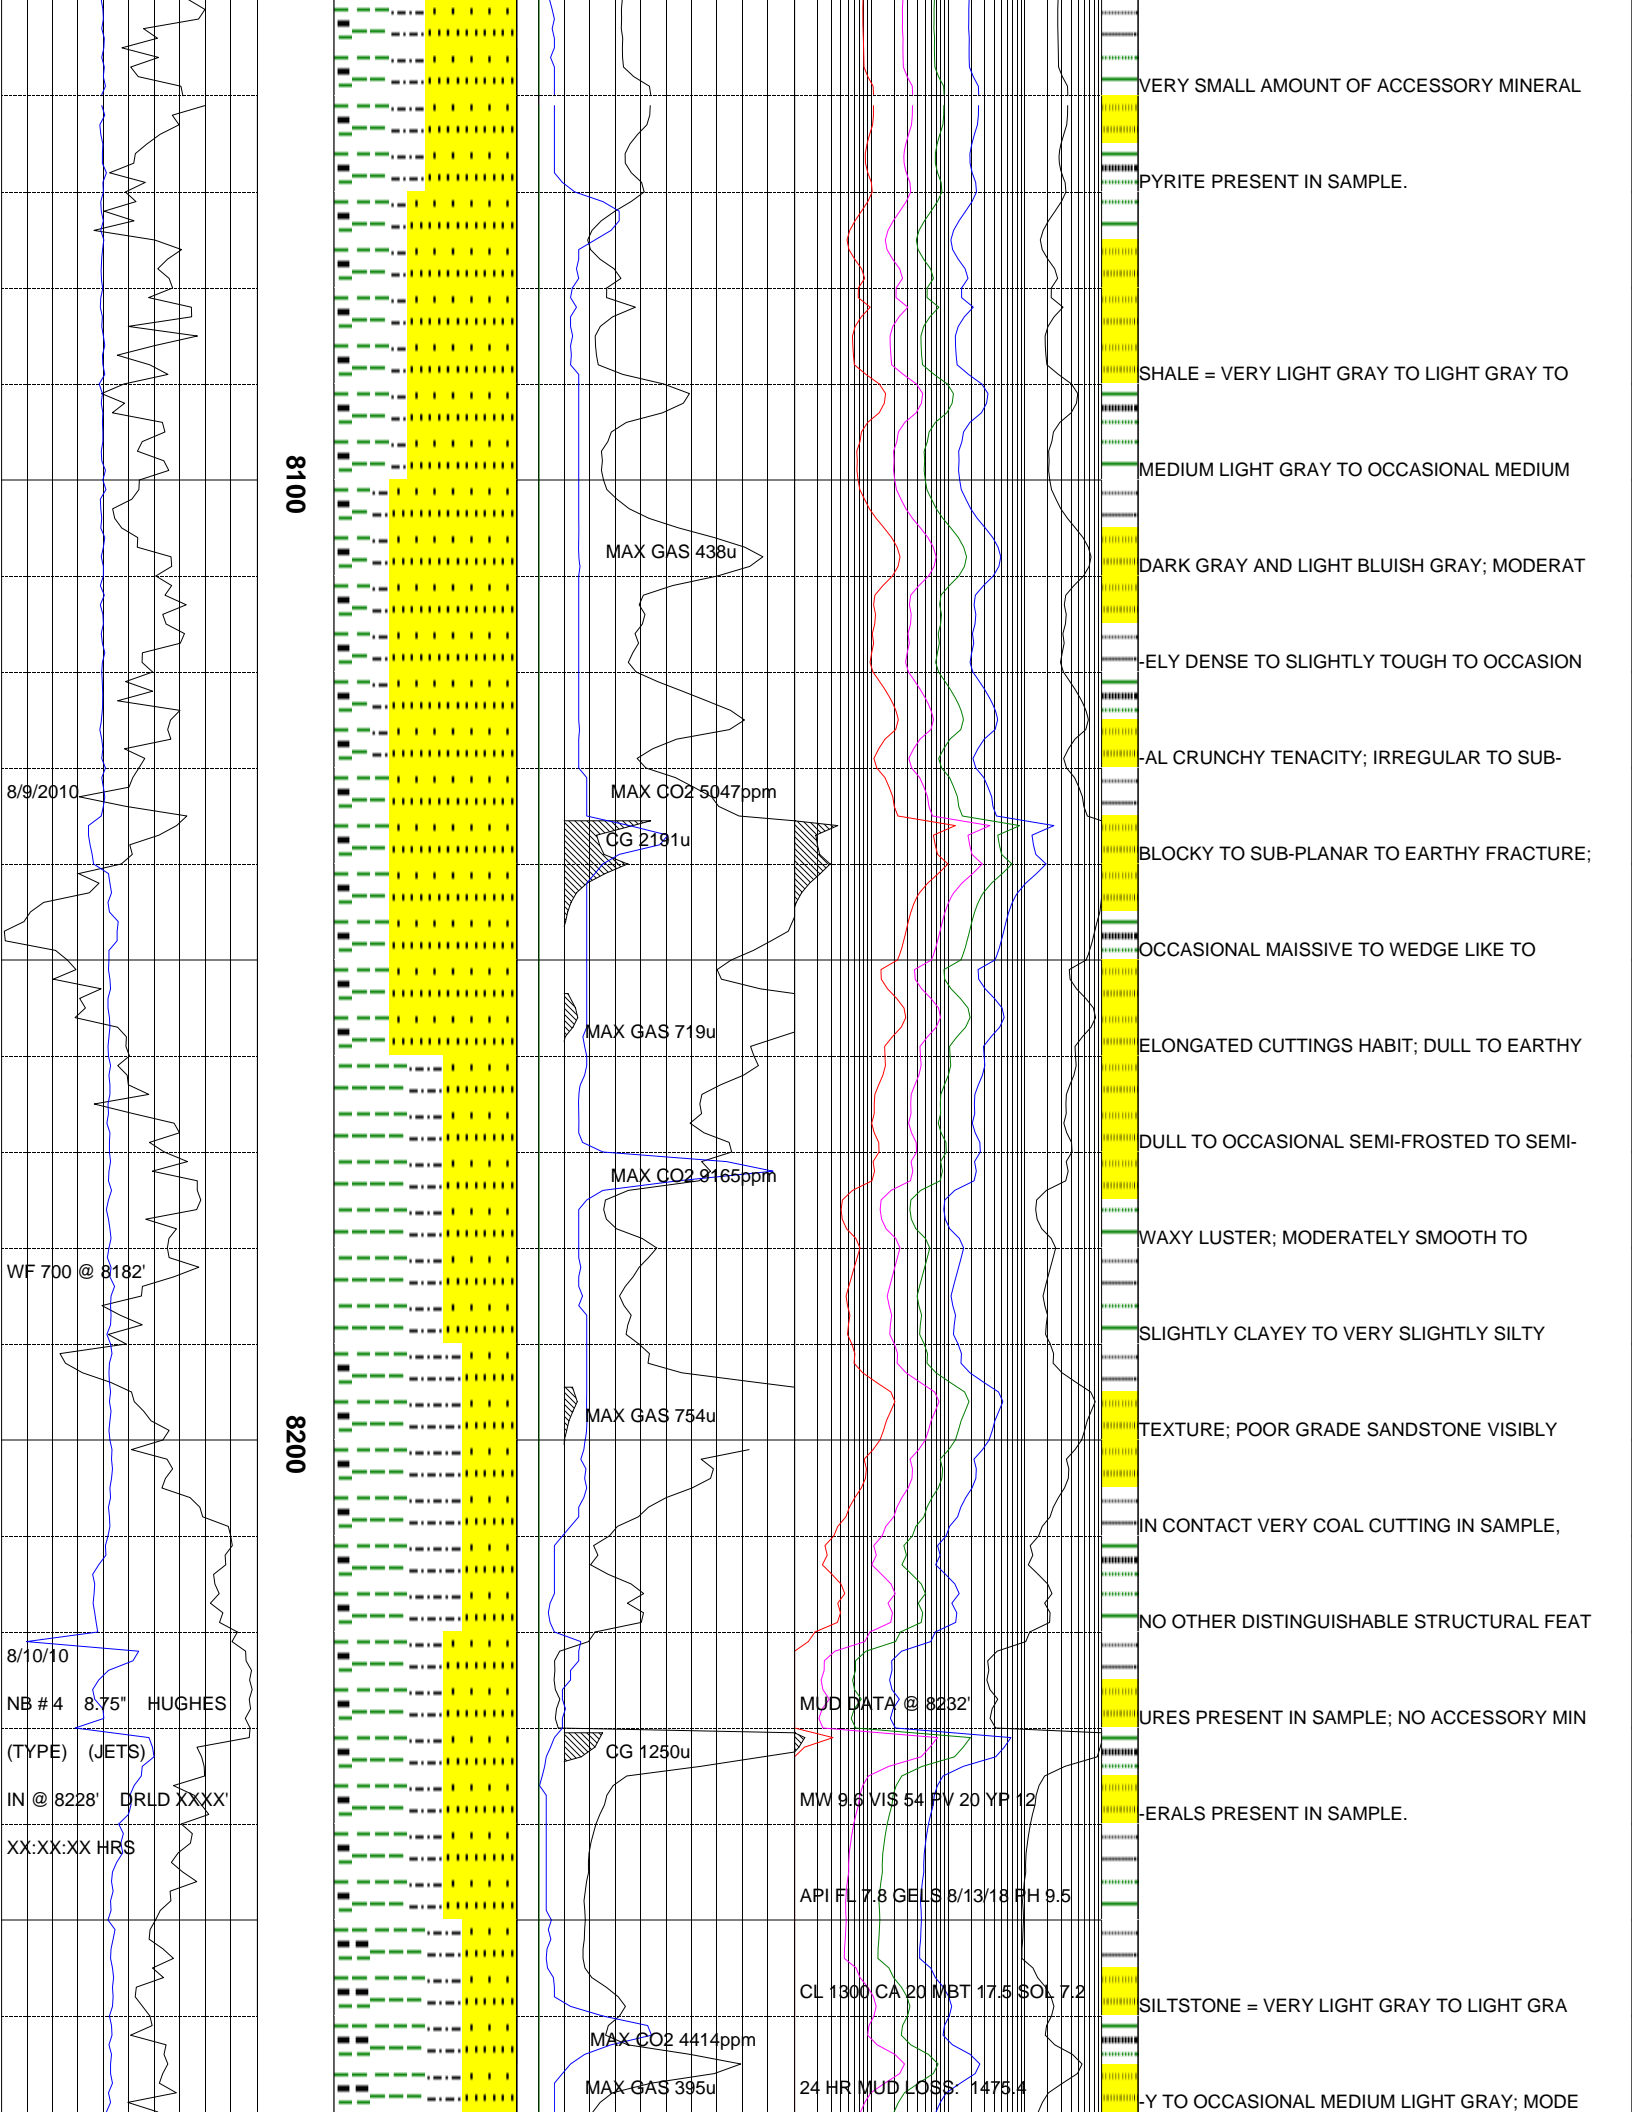 VERY SMALL AMOUNT OF ACCESSORY MINERAL
PYRITE PRESENT IN SAMPLE.
SHALE = VERY LIGHT GRAY TO LIGHT GRAY TO
8100
MEDIUM LIGHT GRAY TO OCCASIONAL MEDIUM
MAX GAS 438u
DARK GRAY AND LIGHT BLUISH GRAY; MODERAT
-ELY DENSE TO SLIGHTLY TOUGH TO OCCASION
-AL CRUNCHY TENACITY; IRREGULAR TO SUB-
8/9/2010
MAX CO2 5047ppm
CG 2191u
BLOCKY TO SUB-PLANAR TO EARTHY FRACTURE;
OCCASIONAL MAISSIVE TO WEDGE LIKE TO
MAX GAS 719u
ELONGATED CUTTINGS HABIT; DULL TO EARTHY
DULL TO OCCASIONAL SEMI-FROSTED TO SEMI-
MAX CO2 9165ppm
WAXY LUSTER; MODERATELY SMOOTH TO
WF 700 @ 8182'
SLIGHTLY CLAYEY TO VERY SLIGHTLY SILTY
MAX GAS 754u
8200
TEXTURE; POOR GRADE SANDSTONE VISIBLY
IN CONTACT VERY COAL CUTTING IN SAMPLE,
NO OTHER DISTINGUISHABLE STRUCTURAL FEAT
8/10/10
NB # 4 8.75" HUGHES
MUD DATA @ 8232'
URES PRESENT IN SAMPLE; NO ACCESSORY MIN
(TYPE) (JETS)
CG 1250u
IN @ 8228' DRLD XXXX'
MW 9.6 VIS 54 PV 20 YP 12
-ERALS PRESENT IN SAMPLE.
XX:XX:XX HRS
API FL 7.8 GELS 8/13/18 PH 9.5
CL 1300 CA 20 MBT 17.5 SOL 7.2
SILTSTONE = VERY LIGHT GRAY TO LIGHT GRA
MAX CO2 4414ppm
MAX GAS 395u
24 HR MUD LOSS: 1475.4
-Y TO OCCASIONAL MEDIUM LIGHT GRAY; MODE